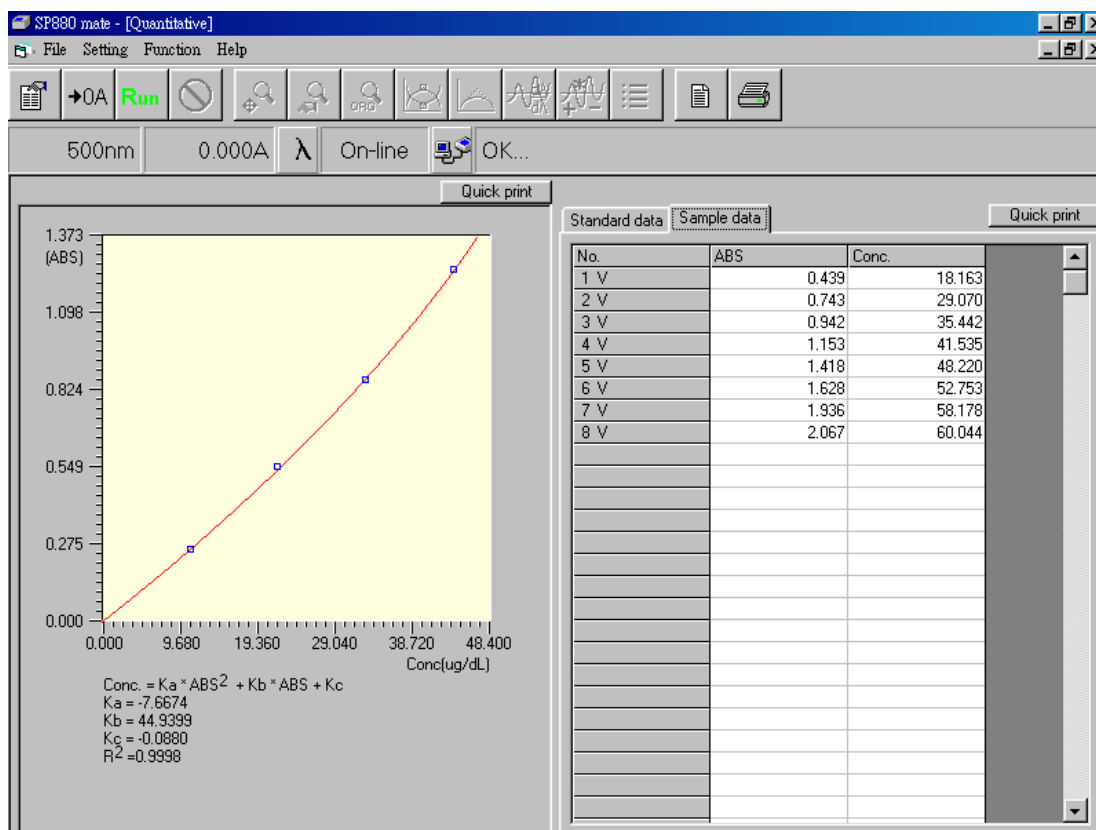 SP880 mate - [Quantitative]
File Setting Function Help
→0A Run ORG dλ
500nm 0.000A λ On-line OK...
Quick print
1.373
(ABS)
1.098
0.824
0.549
0.275
0.000
0.000 9.680 19.360 29.040 38.720 48.400
Conc(ug/dL)
Conc. = Ka * ABS² + Kb * ABS + Kc
Ka = -7.6674
Kb = 44.9399
Kc = -0.0880
R² =0.9998
Standard data Sample data Quick print
No. ABS Conc.
1 V 0.439 18.163
2 V 0.743 29.070
3 V 0.942 35.442
4 V 1.153 41.535
5 V 1.418 48.220
6 V 1.628 52.753
7 V 1.936 58.178
8 V 2.067 60.044